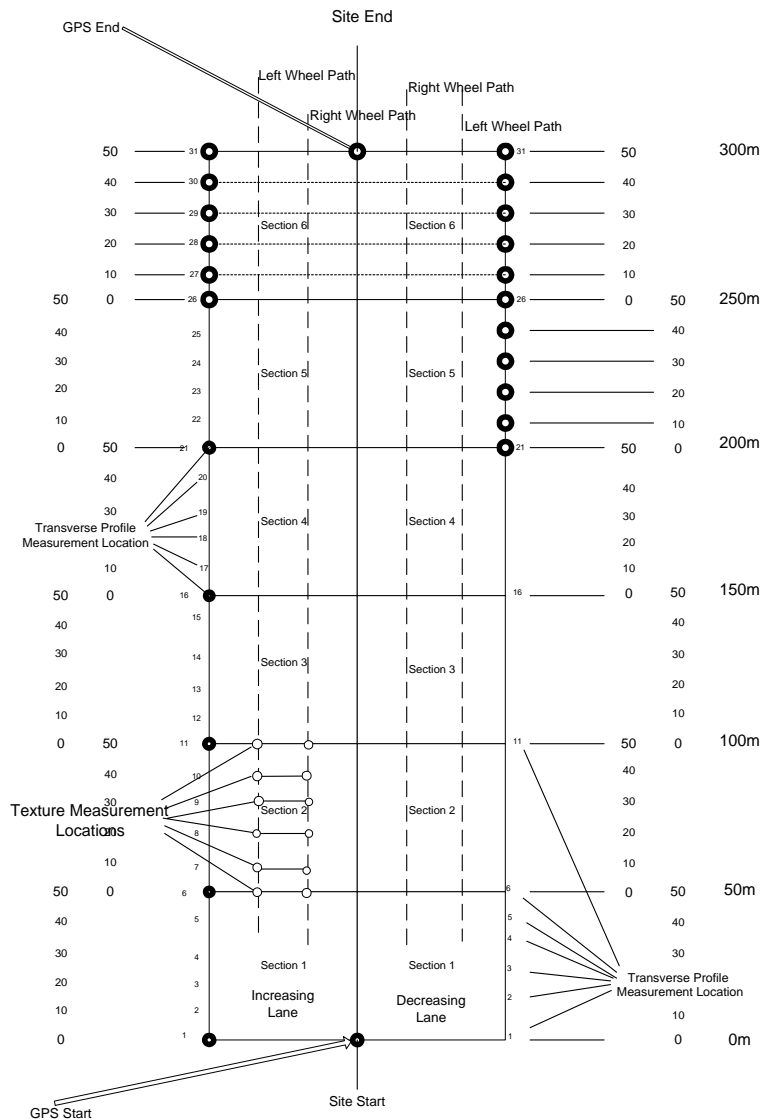 Site End
GPS End
Left Wheel Path
Right Wheel Path
Right Wheel Path
Left Wheel Path
50 31 31 50 300m
40 30 40
30 29 30
Section 6 Section 6
20 28 20
10 27 10
50 0 26 26 0 50 250m
40 25 40
30 24 30
Section 5 Section 5
20 23 20
10 22 10
0 50 21 21 50 0 200m
40 20 40
30 19 30
Section 4 Section 4
Transverse Profile
Measurement Location
18 20
10 17 10
50 0 16 16 0 50 150m
40 15 40
30 14 30
Section 3 Section 3
20 13 20
10 12 10
0 50 11 11 50 0 100m
40 10 40
30 9 30
Texture Measurement
Locations
Section 2 Section 2
20 8 20
10 7 10
50 0 6 6 0 50 50m
40 5 5 40
30 4 4 30
Section 1 Section 1
20 3 3
Transverse Profile
Measurement Location
Increasing
Lane
Decreasing
Lane
10 2 2 10
0 1 1 0 0m
Site Start
GPS Start